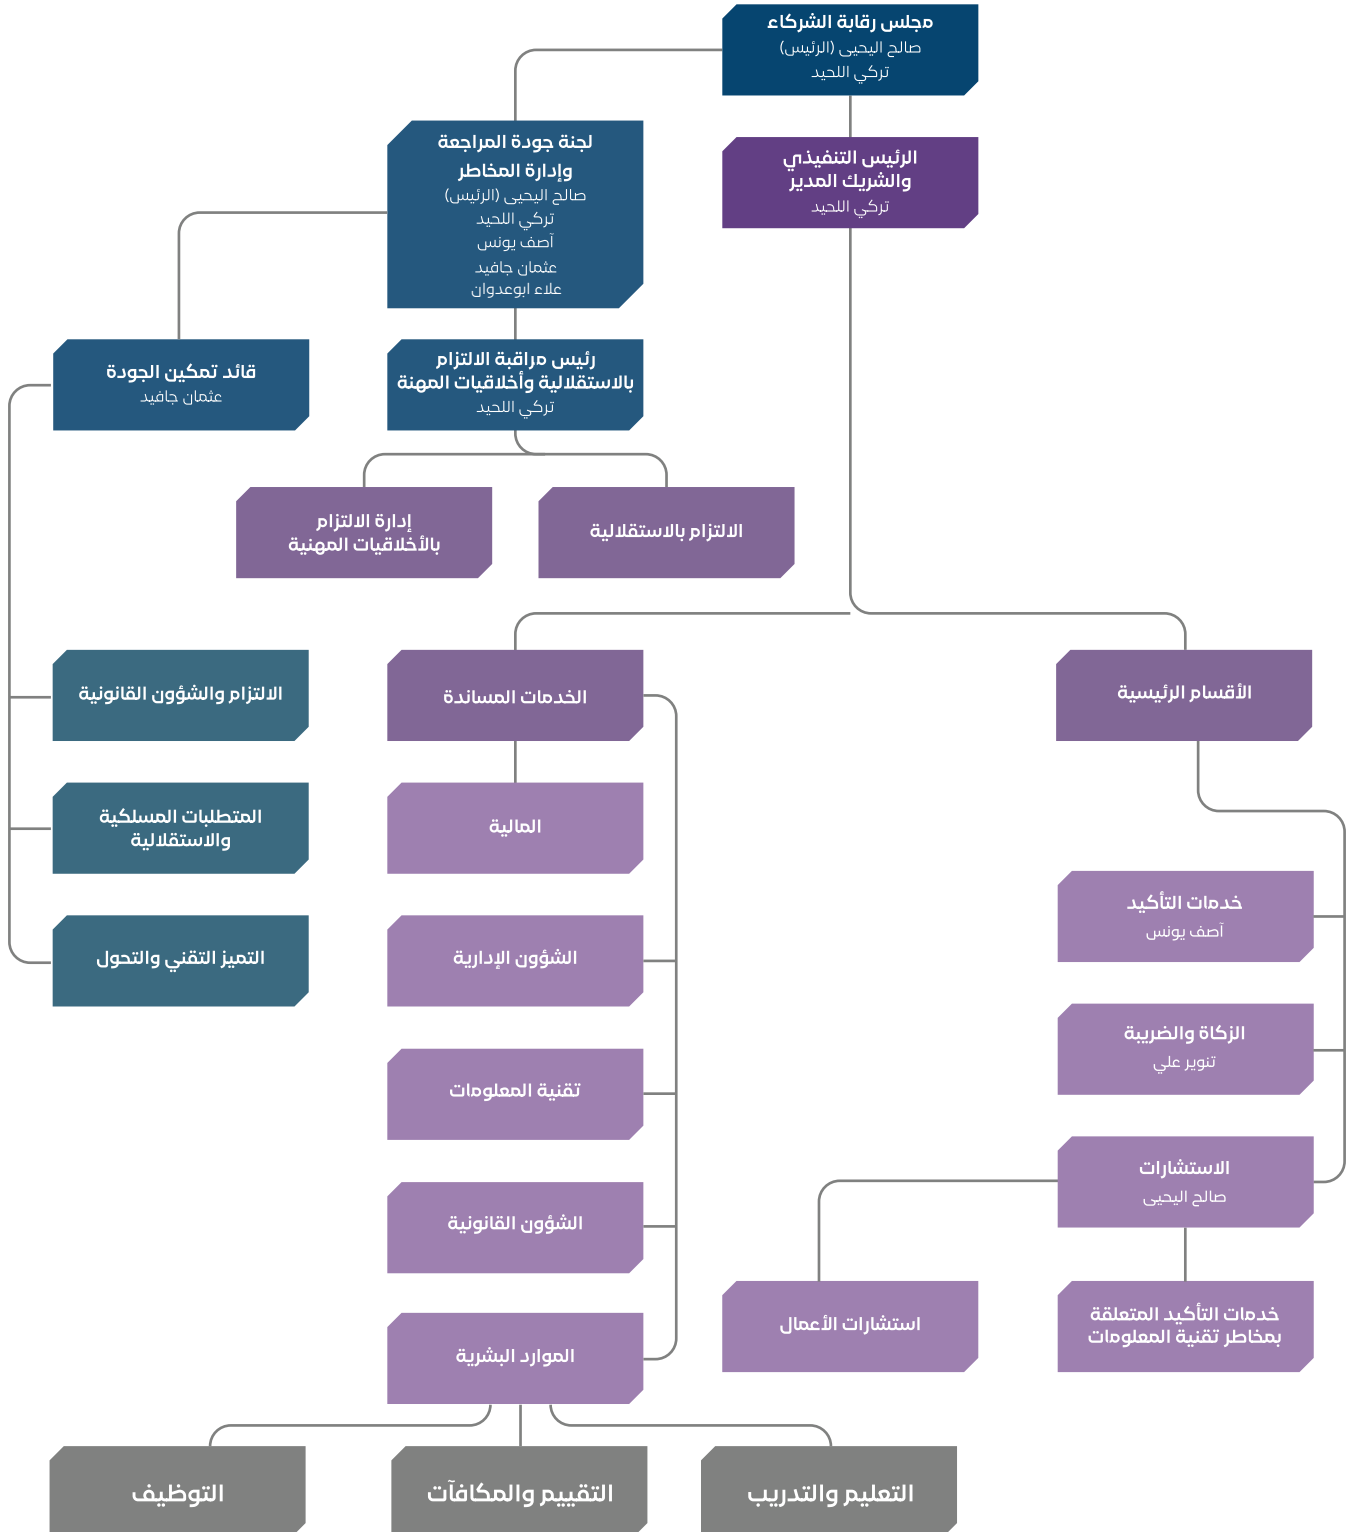 مجلس رقابة الشركاء
صالح اليحيى (الرئيس)
تركي اللحيد
لجنة جودة المراجعة
وإدارة المخاطر
صالح اليحيى (الرئيس)
تركي اللحيد
آصف يونس
عثمان جافيد
علاء ابوعدوان
الرئيس التنفيذي
والشريك المدير
تركي اللحيد
رئيس مراقبة الالتزام
بالاستقلالية وأخلاقيات المهنة
تركي اللحيد
قائد تمكين الجودة
عثمان جافيد
الالتزام بالاستقلالية
إدارة الالتزام
بالأخلاقيات المهنية
الأقسام الرئيسية
الخدمات المساندة
الالتزام والشؤون القانونية
المالية
المتطلبات المسلكية
والاستقلالية
خدمات التأكيد
آصف يونس
الشؤون الإدارية
التميز التقني والتحول
الزكاة والضريبة
تنوير علي
تقنية المعلومات
الاستشارات
صالح اليحيى
الشؤون القانونية
خدمات التأكيد المتعلقة
بمخاطر تقنية المعلومات
استشارات الأعمال
الموارد البشرية
التعليم والتدريب
التقييم والمكافآت
التوظيف